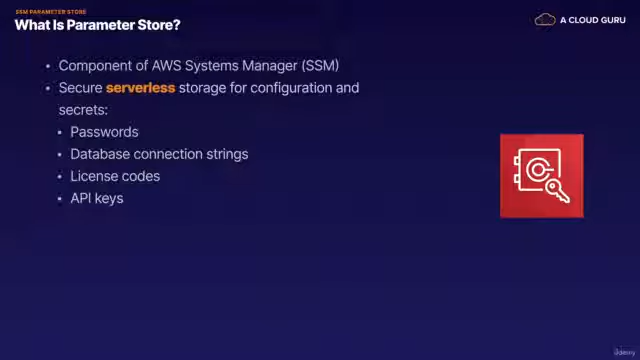 SSM PARAMETER STORE
What Is Parameter Store?
A CLOUD GURU
• Component of AWS Systems Manager (SSM)
• Secure serverless storage for configuration and
secrets:
• Passwords
• Database connection strings
• License codes
• API keys
ûdemy